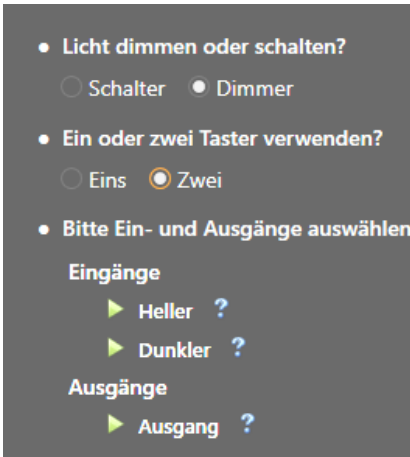 Licht dimmen oder schalten?
Schalter Dimmer
Ein oder zwei Taster verwenden?
Eins Zwei
Bitte Ein- und Ausgänge auswählen
Eingänge
Heller ?
Dunkler ?
Ausgänge
Ausgang ?